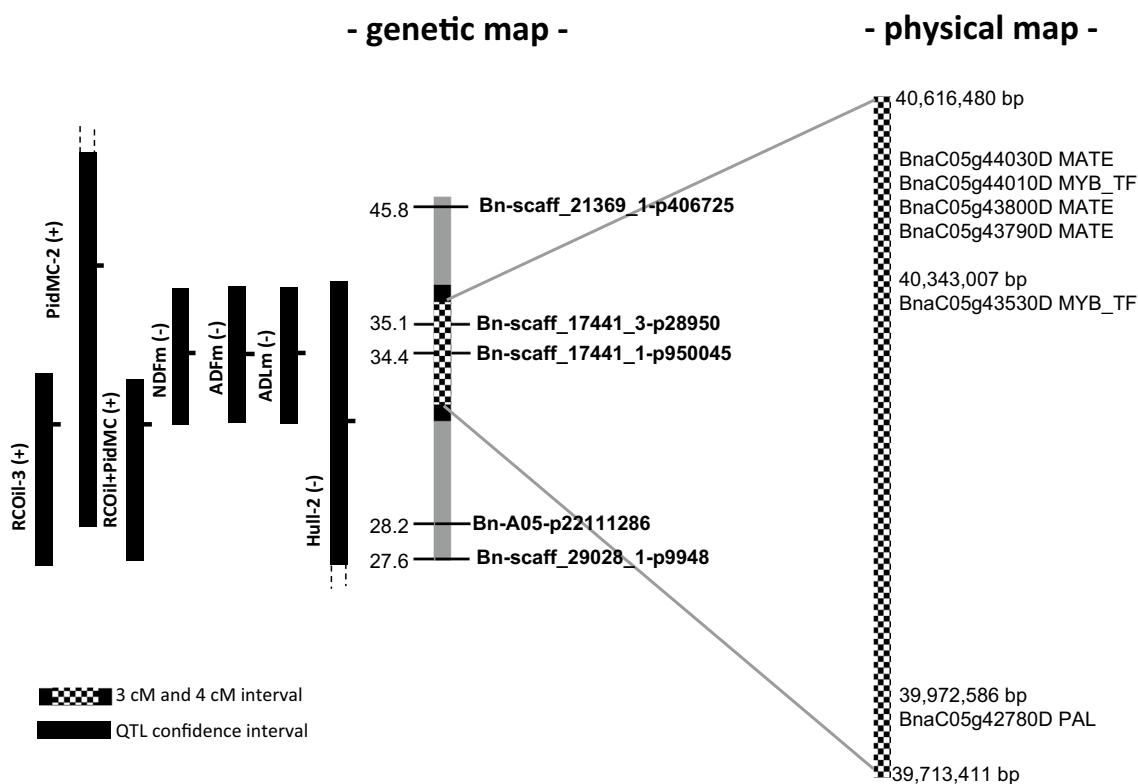 - genetic map -
- physical map -
PidMC-2 (+)
RCOil-3 (+)
RCOil+PidMC (+)
NDFm (-)
ADFm (-)
ADLm (-)
Hull-2 (-)
45.8 Bn-scaff_21369_1-p406725
35.1 Bn-scaff_17441_3-p28950
34.4 Bn-scaff_17441_1-p950045
28.2 Bn-A05-p22111286
27.6 Bn-scaff_29028_1-p9948
40,616,480 bp
BnaC05g44030D MATE
BnaC05g44010D MYB_TF
BnaC05g43800D MATE
BnaC05g43790D MATE
40,343,007 bp
BnaC05g43530D MYB_TF
39,972,586 bp
BnaC05g42780D PAL
39,713,411 bp
3 cM and 4 cM interval
QTL confidence interval